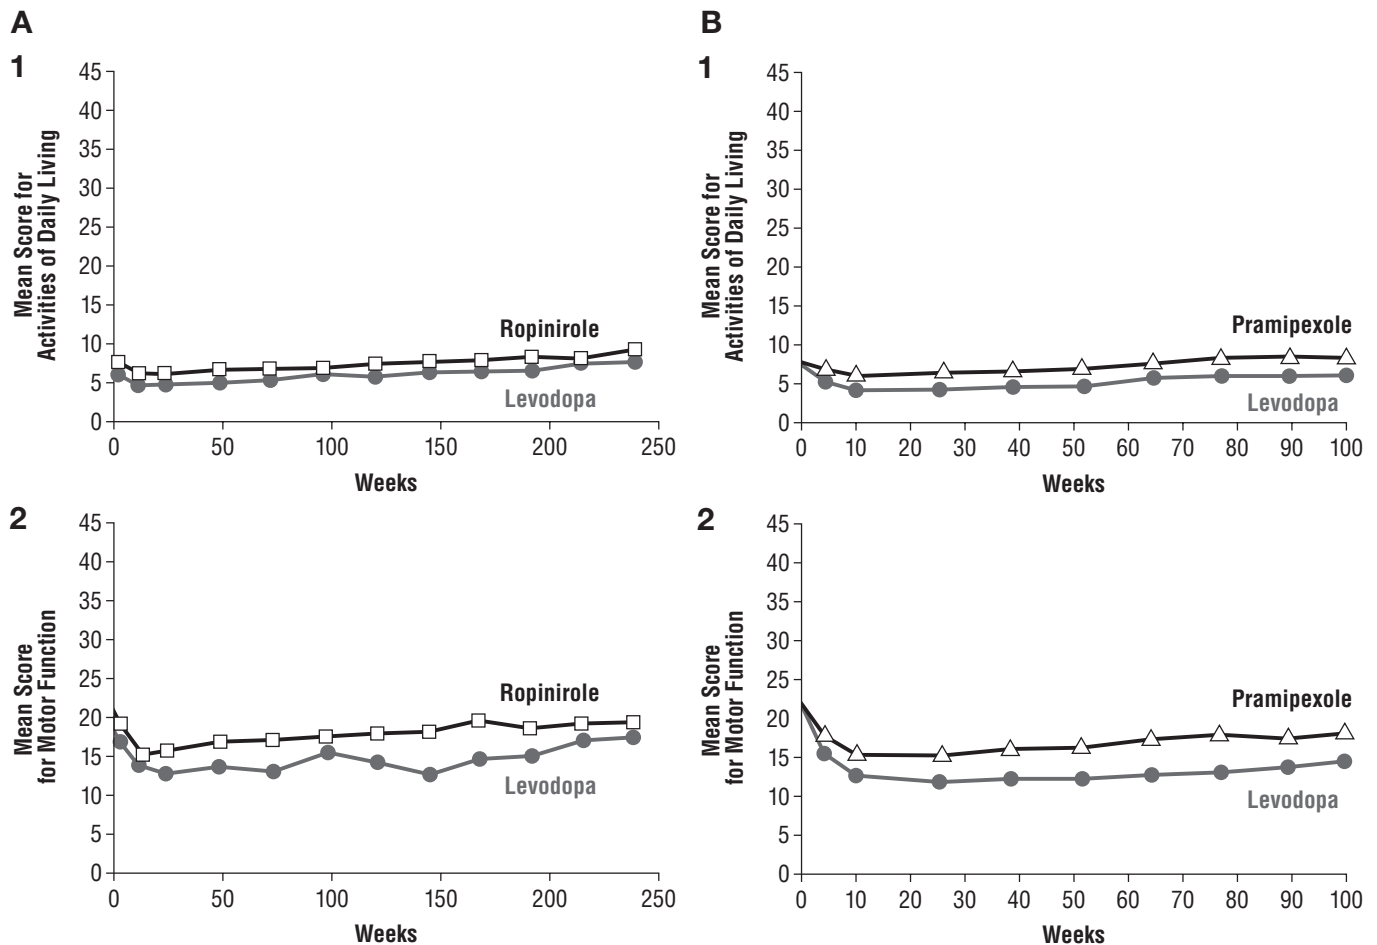 A
1
45
40
35
30
25
20
15
10
5
0
Mean Score for
Activities of Daily Living
Ropinirole
Levodopa
0 50 100 150 200 250
Weeks
B
1
45
40
35
30
25
20
15
10
5
0
Mean Score for
Activities of Daily Living
Pramipexole
Levodopa
0 10 20 30 40 50 60 70 80 90 100
Weeks
2
45
40
35
30
25
20
15
10
5
0
Mean Score
for Motor Function
Ropinirole
Levodopa
0 50 100 150 200 250
Weeks
2
45
40
35
30
25
20
15
10
5
0
Mean Score
for Motor Function
Pramipexole
Levodopa
0 10 20 30 40 50 60 70 80 90 100
Weeks